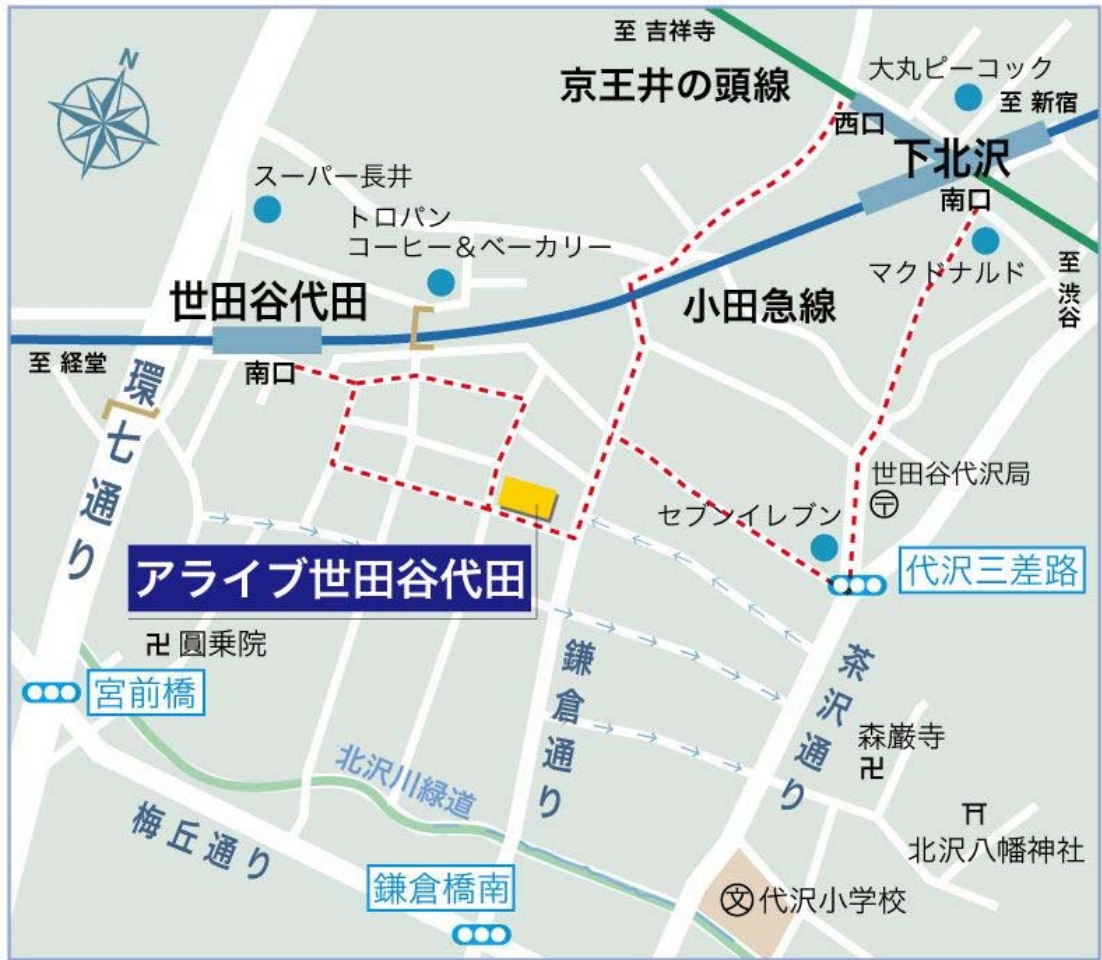 N
至 吉祥寺
京王井の頭線
大丸ピーコック
至 新宿
西口
下北沢
南口
マクドナルド
至 渋谷
スーパー長井
トロパン
コーヒー＆ベーカリー
世田谷代田
小田急線
至 経堂
南口
環七通り
世田谷代沢局
〒
セブンイレブン
代沢三差路
アライブ世田谷代田
卍 圓乗院
宮前橋
鎌倉通り
茶沢通り
森巌寺
卍
北沢川緑道
梅丘通り
北沢八幡神社
鎌倉橋南
文 代沢小学校